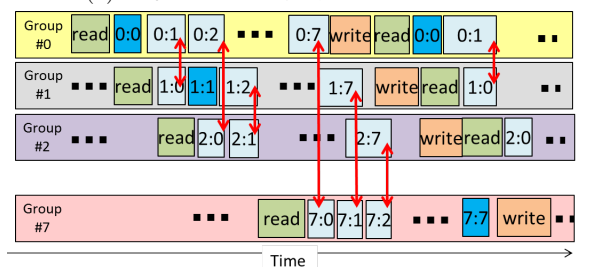 Group #0 read 0:0 0:1 0:2 ▪▪▪ 0:7 write read 0:0 0:1 ▪▪
Group #1 ▪▪▪ read 1:0 1:1 1:2 ▪▪▪ 1:7 write read 1:0 ▪▪
Group #2 ▪▪▪ read 2:0 2:1 ▪▪▪ 2:7 write read 2:0 ▪▪
Group #7 ▪▪▪ read 7:0 7:1 7:2 ▪▪▪ 7:7 write ▪▪
Time